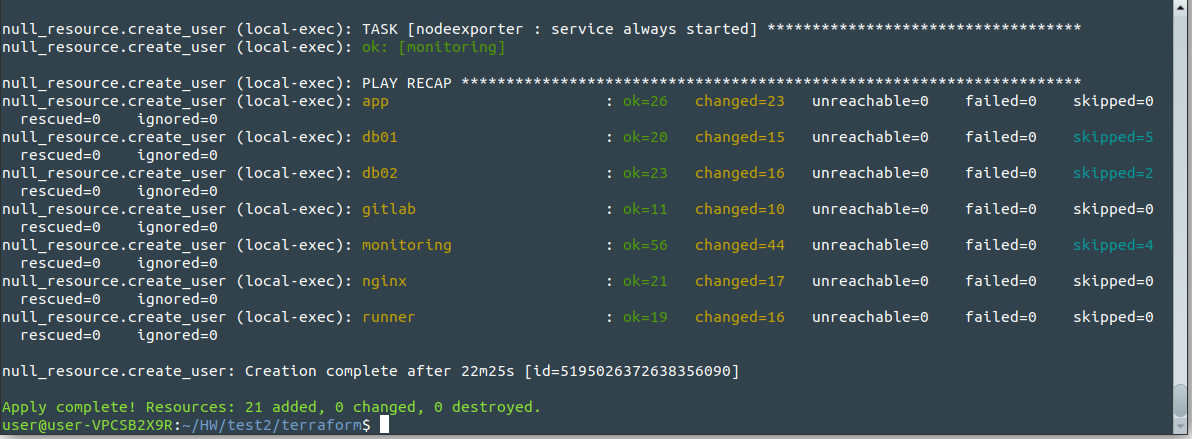 null_resource.create_user (local-exec): TASK [nodeexporter : service always started] ***********************************
null_resource.create_user (local-exec): ok: [monitoring]
null_resource.create_user (local-exec): PLAY RECAP *********************************************************************
null_resource.create_user (local-exec): app                        : ok=26   changed=23   unreachable=0    failed=0    skipped=0
  rescued=0    ignored=0
null_resource.create_user (local-exec): db01                       : ok=20   changed=15   unreachable=0    failed=0    skipped=5
  rescued=0    ignored=0
null_resource.create_user (local-exec): db02                       : ok=23   changed=16   unreachable=0    failed=0    skipped=2
  rescued=0    ignored=0
null_resource.create_user (local-exec): gitlab                     : ok=11   changed=10   unreachable=0    failed=0    skipped=0
  rescued=0    ignored=0
null_resource.create_user (local-exec): monitoring                 : ok=56   changed=44   unreachable=0    failed=0    skipped=4
  rescued=0    ignored=0
null_resource.create_user (local-exec): nginx                      : ok=21   changed=17   unreachable=0    failed=0    skipped=0
  rescued=0    ignored=0
null_resource.create_user (local-exec): runner                     : ok=19   changed=16   unreachable=0    failed=0    skipped=0
  rescued=0    ignored=0
null_resource.create_user: Creation complete after 22m25s [id=5195026372638356090]
Apply complete! Resources: 21 added, 0 changed, 0 destroyed.
user@user-VPCSB2X9R:~/HW/test2/terraform$